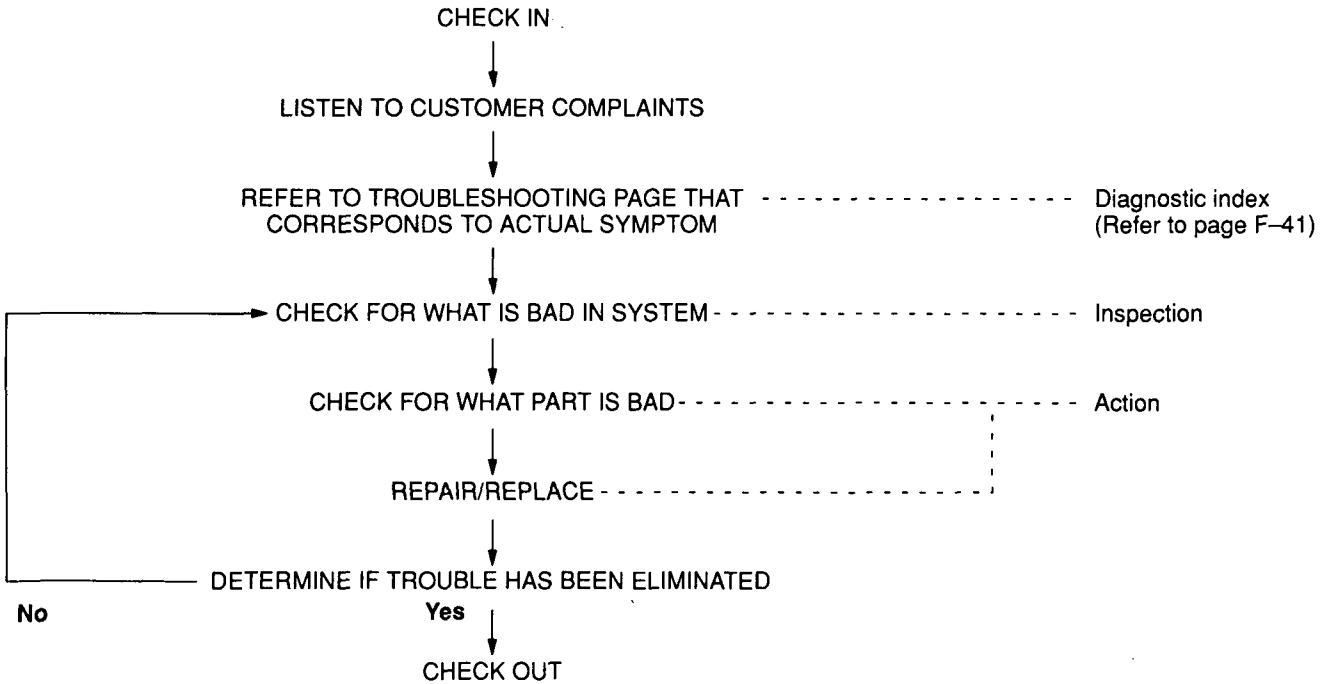 CHECK IN
LISTEN TO CUSTOMER COMPLAINTS
REFER TO TROUBLESHOOTING PAGE THAT
CORRESPONDS TO ACTUAL SYMPTOM
Diagnostic index
(Refer to page F–41)
CHECK FOR WHAT IS BAD IN SYSTEM
Inspection
CHECK FOR WHAT PART IS BAD
Action
REPAIR/REPLACE
DETERMINE IF TROUBLE HAS BEEN ELIMINATED
No
Yes
CHECK OUT